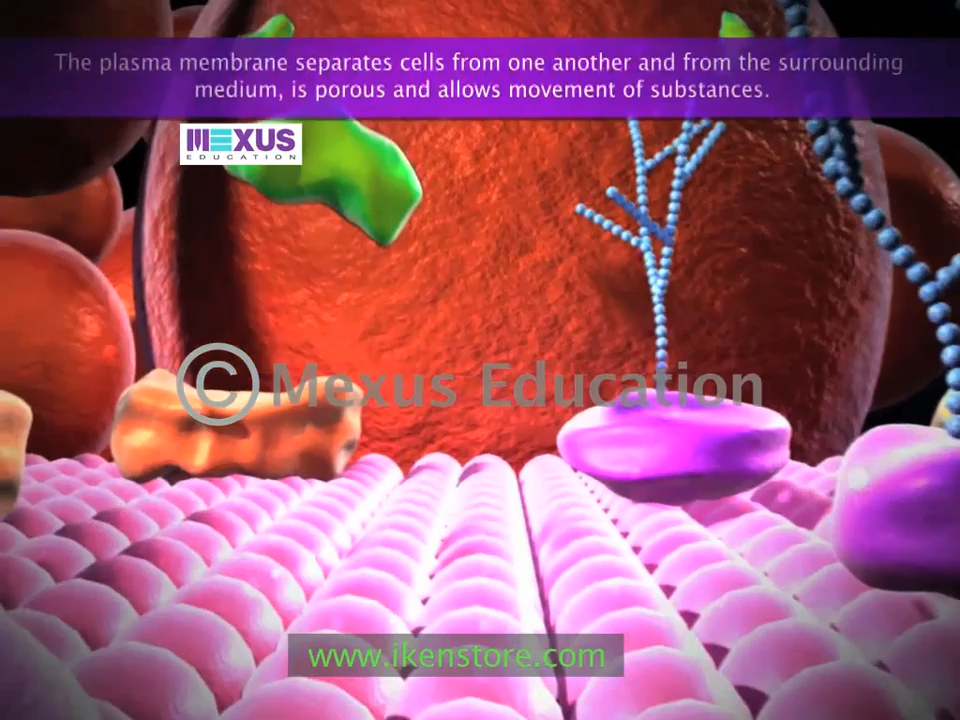 The plasma membrane separates cells from one another and from the surrounding
medium, is porous and allows movement of substances.
MEXUS
EDUCATION
© Mexus Education
www.ikenstore.com